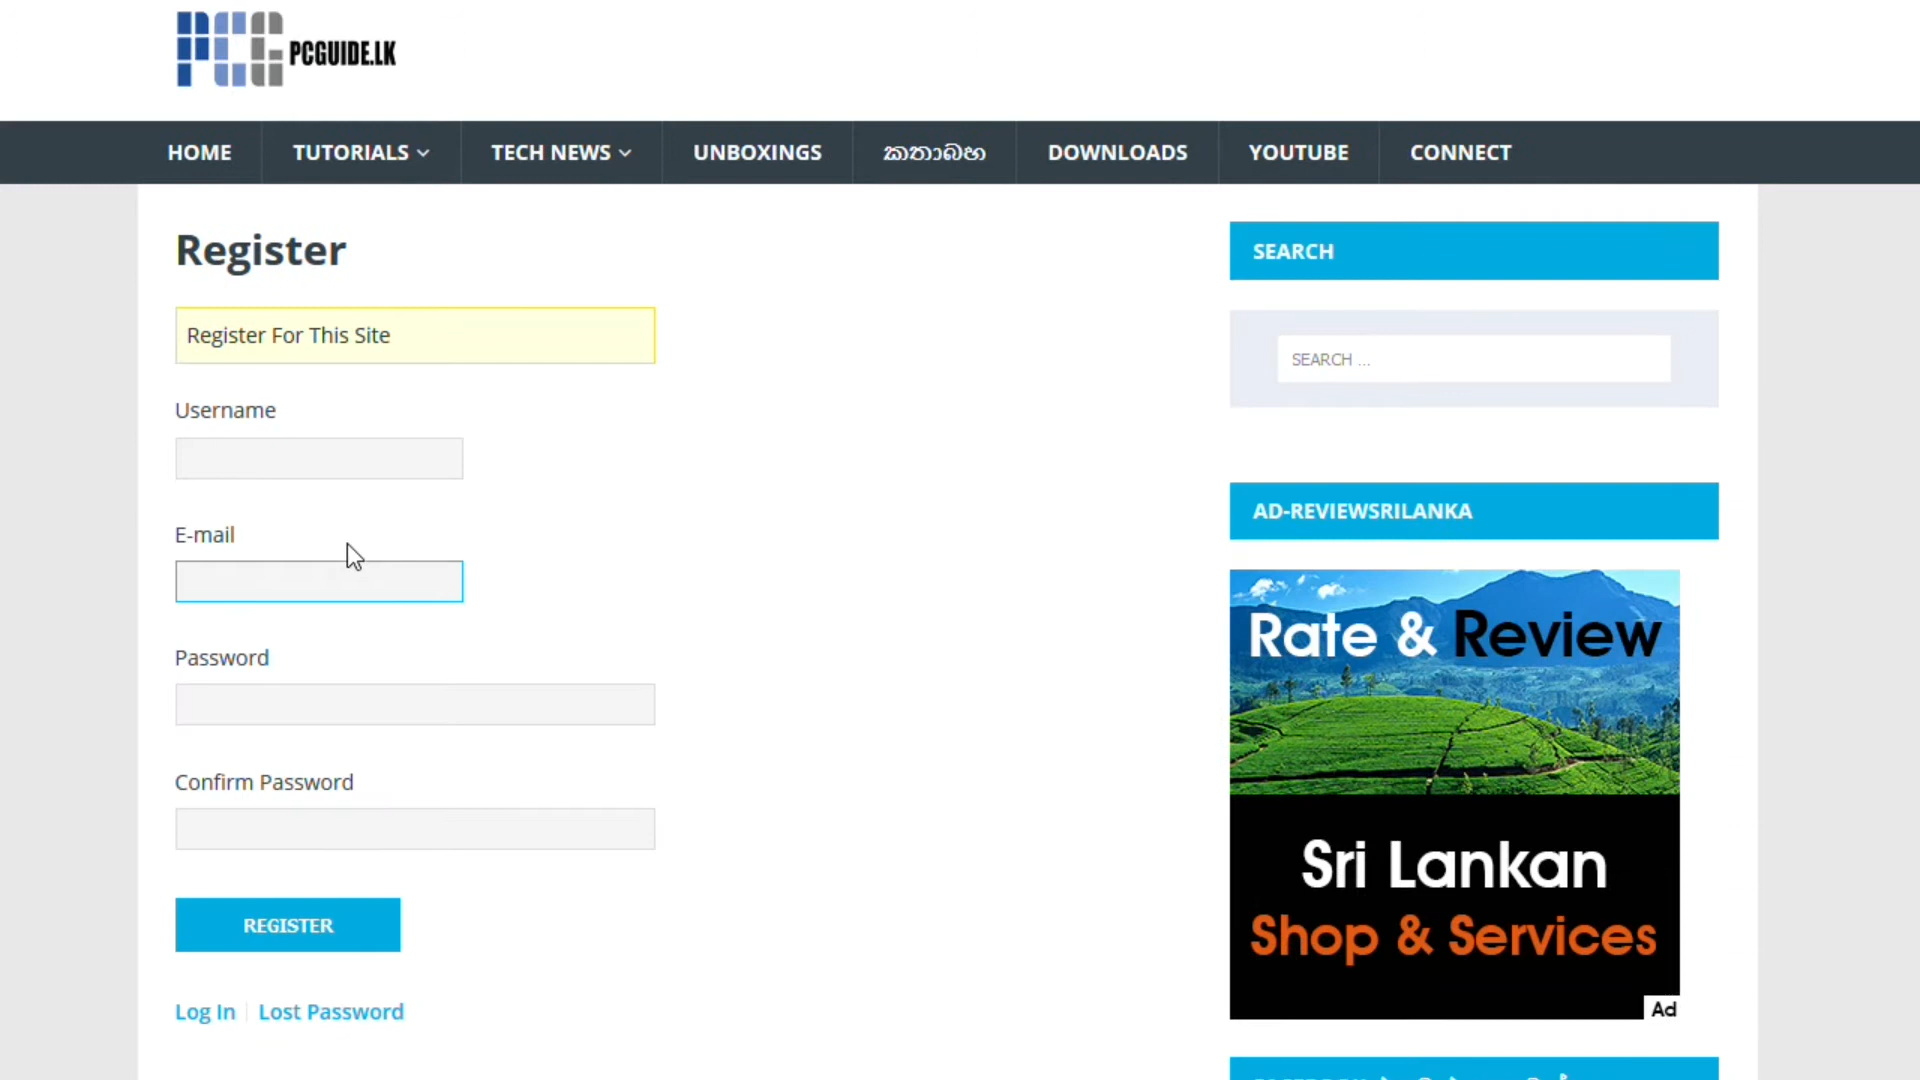 PCG PCGUIDE.LK
HOME TUTORIALS TECH NEWS UNBOXINGS කතාබහ DOWNLOADS YOUTUBE CONNECT
Register
Register For This Site
Username
E-mail
Password
Confirm Password
REGISTER
Log In Lost Password
SEARCH
SEARCH ...
AD-REVIEWSRILANKA
Rate & Review
Sri Lankan
Shop & Services
Ad